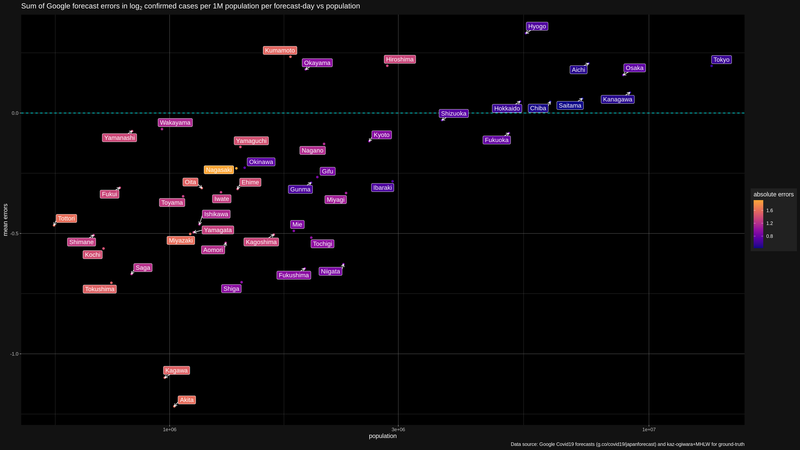 Sum of Google forecast errors in log2 confirmed cases per 1M population per forecast-day vs population
Hyogo
Kumamoto
Okayama
Hiroshima
Tokyo
Aichi
Osaka
Kanagawa
Saitama
Hokkaido
Chiba
0.0
Shizuoka
Wakayama
Yamanashi
Kyoto
Fukuoka
Yamaguchi
Nagano
Okinawa
Nagasaki
Gifu
Oita
Ehime
Gunma
Ibaraki
absolute errors
Fukui
Iwate
Miyagi
Toyama
1.6
1.2
0.8
Tottori
Ishikawa
mean errors
Mie
Yamagata
-0.5
Shimane
Miyazaki
Kagoshima
Tochigi
Aomori
Kochi
Saga
Niigata
Fukushima
Tokushima
Shiga
-1.0
Kagawa
Akita
1e+06
3e+06
1e+07
population
Data source: Google Covid19 forecasts (g.co/covid19/japanforecast) and kaz-ogiwara+MHLW for ground-truth